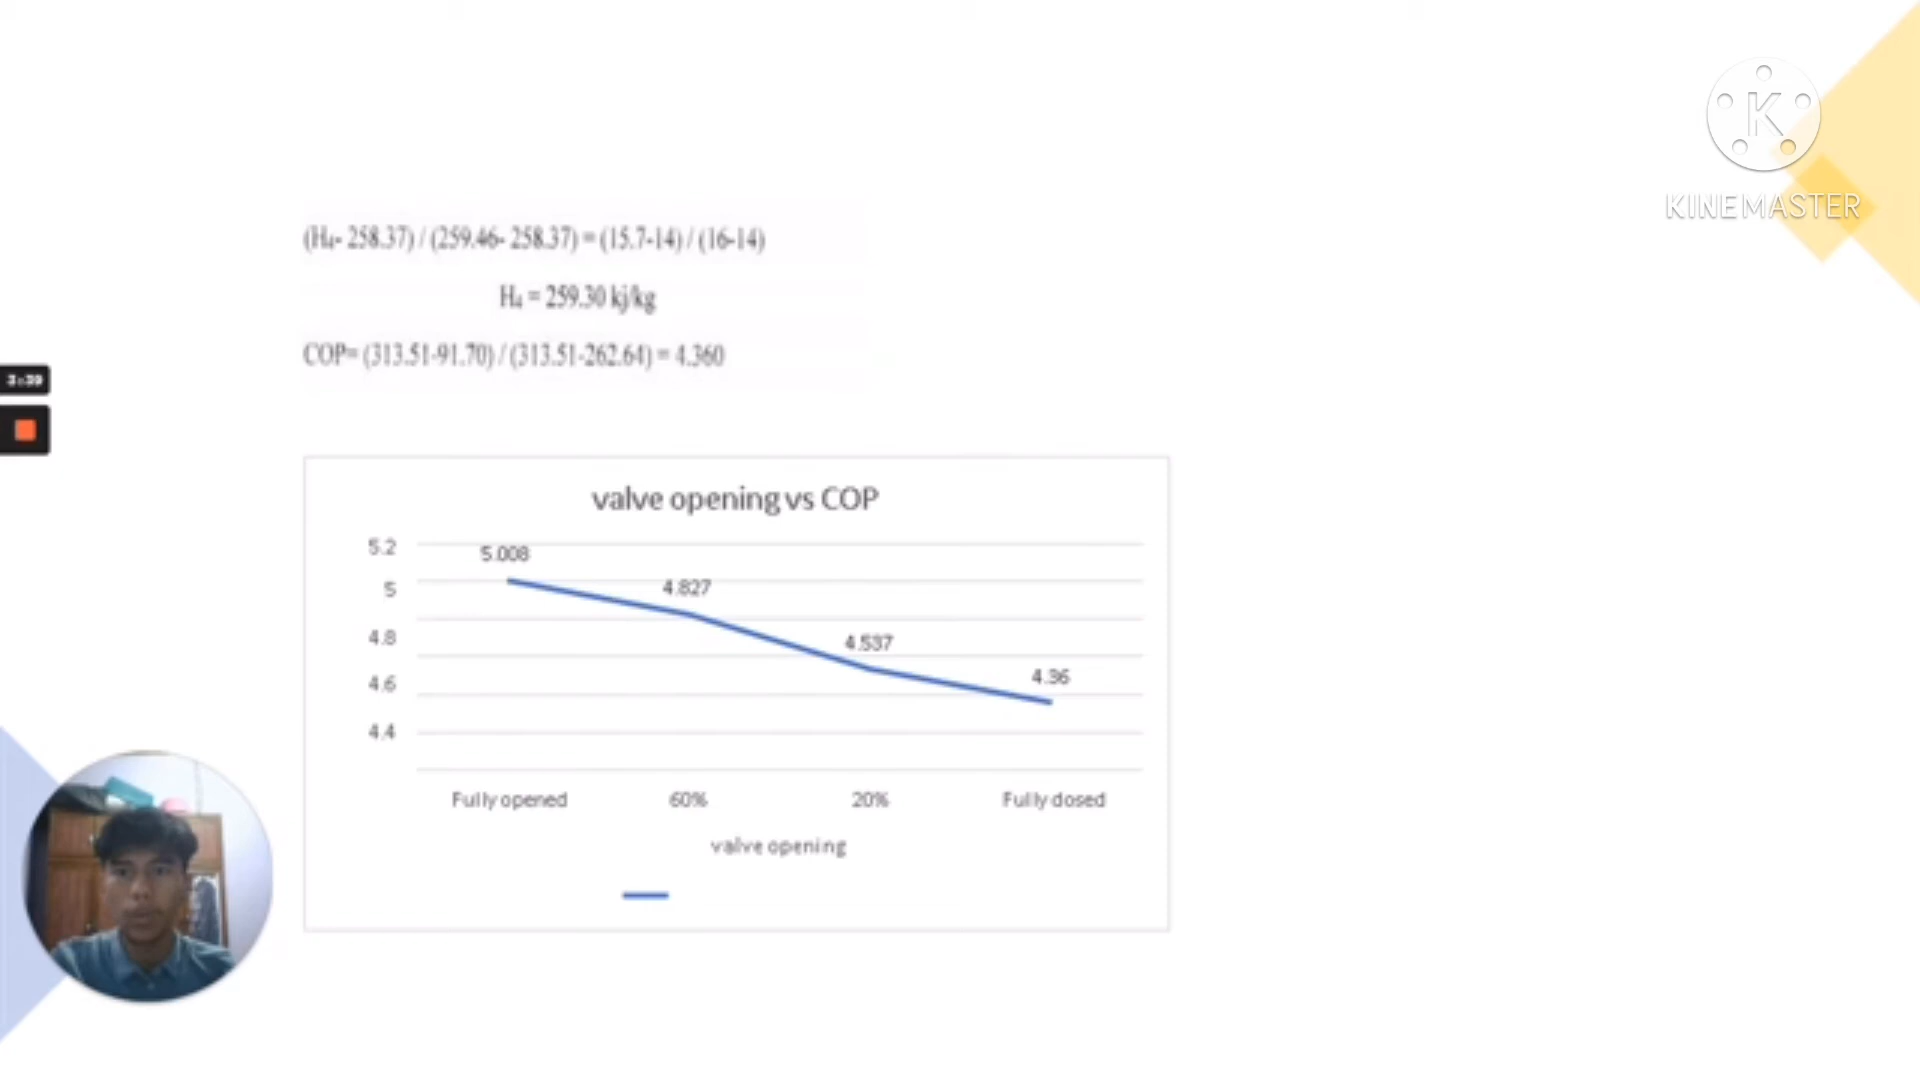 K
KINEMASTER
(H₄- 258.37) / (259.46- 258.37) = (15.7-14) / (16-14)
H₄ = 259.30 kj/kg
COP= (313.51-91.70) / (313.51-262.64) = 4.360
valve opening vs COP
5.2
5
4.8
4.6
4.4
5.008
4.827
4.537
4.36
Fully opened 60% 20% Fully closed
valve opening